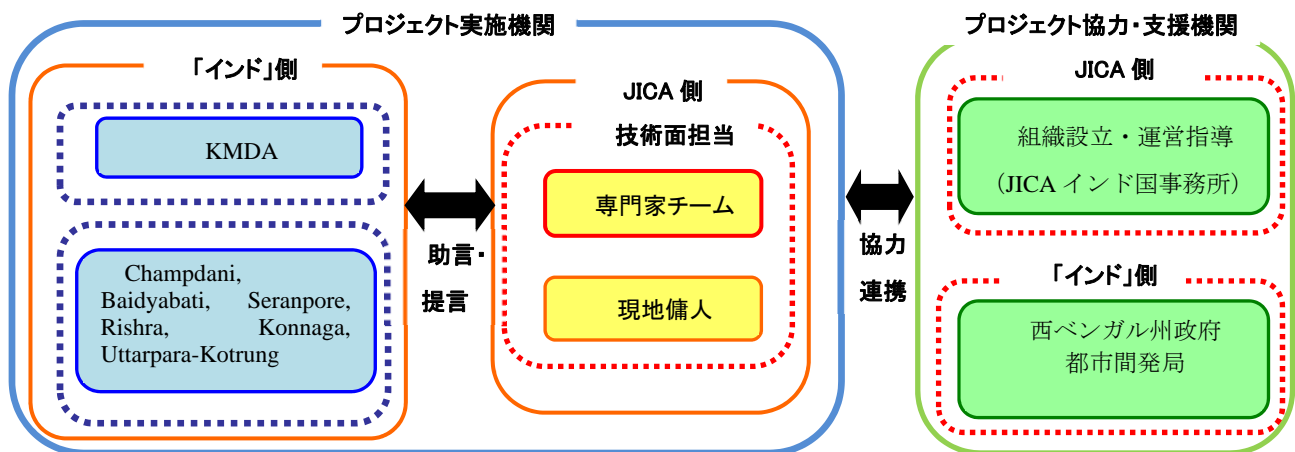 プロジェクト実施機関
「インド」側
KMDA
Champdani,
Baidyabati, Seranpore,
Rishra, Konnaga,
Uttarpara-Kotrung
助言・
提言
JICA 側
技術面担当
専門家チーム
現地傭人
協力
連携
プロジェクト協力・支援機関
JICA 側
組織設立・運営指導
（JICA インド国事務所）
「インド」側
西ベンガル州政府
都市間発局